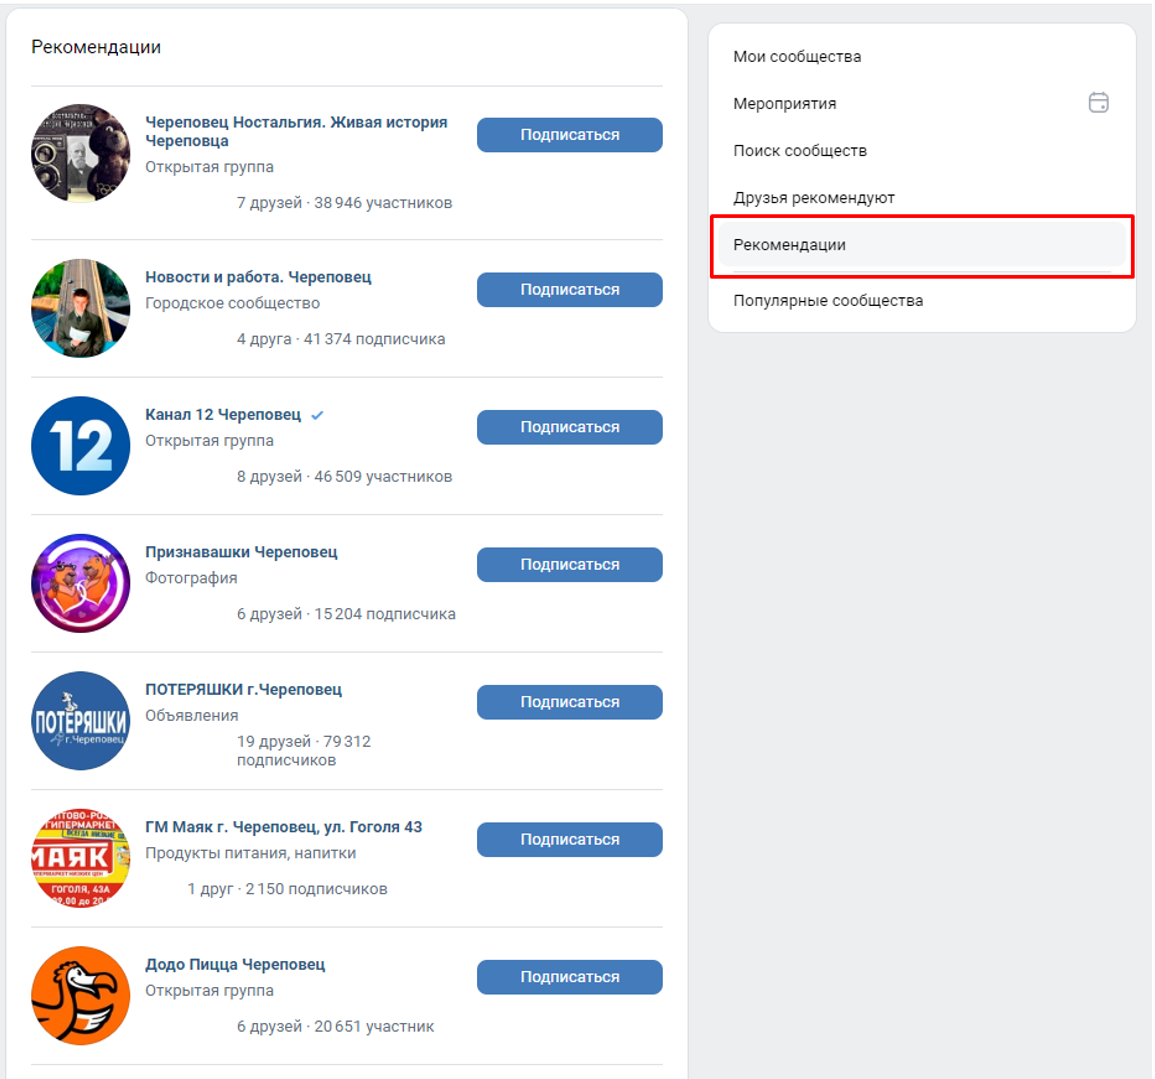 Рекомендации
Череповец Ностальгия. Живая история
Череповца
Открытая группа
7 друзей · 38 946 участников
Подписаться
Новости и работа. Череповец
Городское сообщество
4 друга · 41 374 подписчика
Подписаться
12
Канал 12 Череповец
Открытая группа
8 друзей · 46 509 участников
Подписаться
Признавашки Череповец
Фотография
6 друзей · 15 204 подписчика
Подписаться
ПОТЕРЯШКИ
г.Череповец
ПОТЕРЯШКИ г.Череповец
Объявления
19 друзей · 79 312
подписчиков
Подписаться
ГИПЕРМАРКЕТ
МАЯК
ГОГОЛЯ, 43А
ГМ Маяк г. Череповец, ул. Гоголя 43
Продукты питания, напитки
1 друг · 2 150 подписчиков
Подписаться
Додо Пицца Череповец
Открытая группа
6 друзей · 20 651 участник
Подписаться
Мои сообщества
Мероприятия
Поиск сообществ
Друзья рекомендуют
Рекомендации
Популярные сообщества